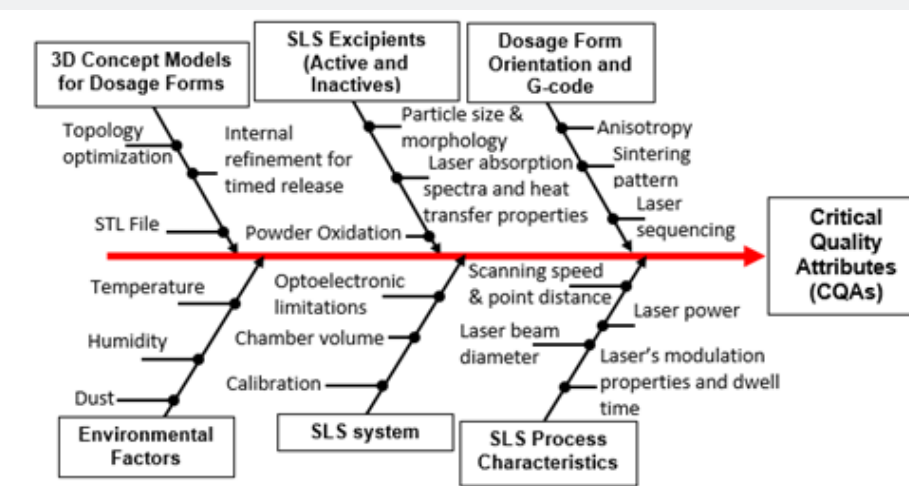 3D Concept Models
for Dosage Forms
SLS Excipients
(Active and
Inactives)
Dosage Form
Orientation and
G-code
Topology
optimization
Internal
refinement for
timed release
STL File
Particle size &
morphology
Laser absorption
spectra and heat
transfer properties
Powder Oxidation
Anisotropy
Sintering
pattern
Laser
sequencing
Critical
Quality
Attributes
(CQAs)
Temperature
Humidity
Dust
Optoelectronic
limitations
Chamber volume
Calibration
Scanning speed
& point distance
Laser power
Laser beam
diameter
Laser's modulation
properties and dwell
time
Environmental
Factors
SLS system
SLS Process
Characteristics